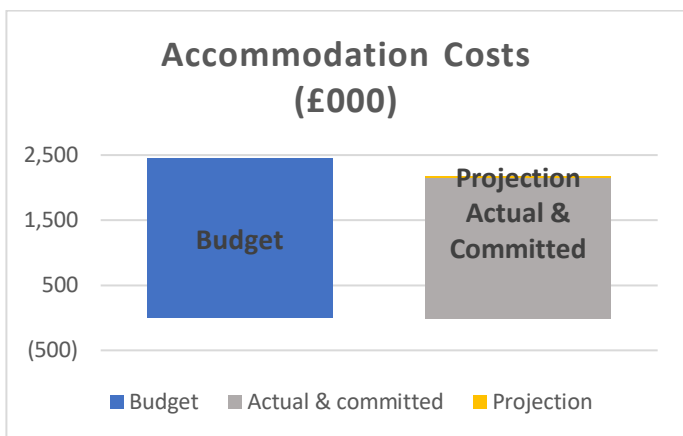 Accommodation Costs
(£000)
2,500
1,500
500
(500)
Budget
Projection
Actual &
Committed
Budget
Actual & committed
Projection